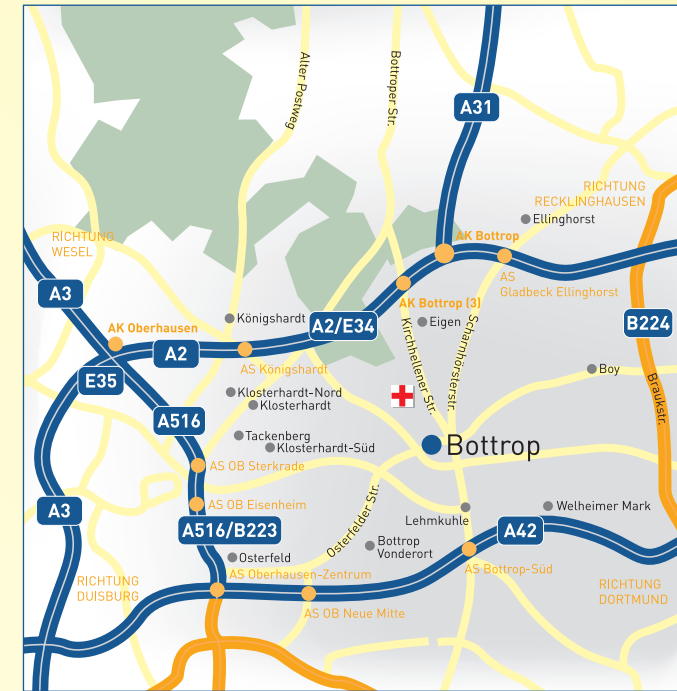 Alter Postweg
Bottroper Str.
A31
RICHTUNG
RECKLINGHAUSEN
Ellinghorst
RICHTUNG
WESEL
AK Bottrop
AS
Gladbeck Ellinghorst
A3
AK Bottrop (3)
Königshardt
A2/E34
Eigen
B224
AK Oberhausen
A2
Kirchhellener Str.
Scharnhörsterstr.
AS Königshardt
Boy
E35
Braukstr.
Klosterhardt-Nord
Klosterhardt
A516
Tackenberg
Klosterhardt-Süd
Bottrop
AS OB Sterkrade
AS OB Eisenheim
Osterfelder Str.
A3
Welheimer Mark
Lehmkuhle
A516/B223
A42
Bottrop
Vonderort
Osterfeld
AS Oberhausen-Zentrum
AS Bottrop-Süd
RICHTUNG
DUISBURG
RICHTUNG
DORTMUND
AS OB Neue Mitte